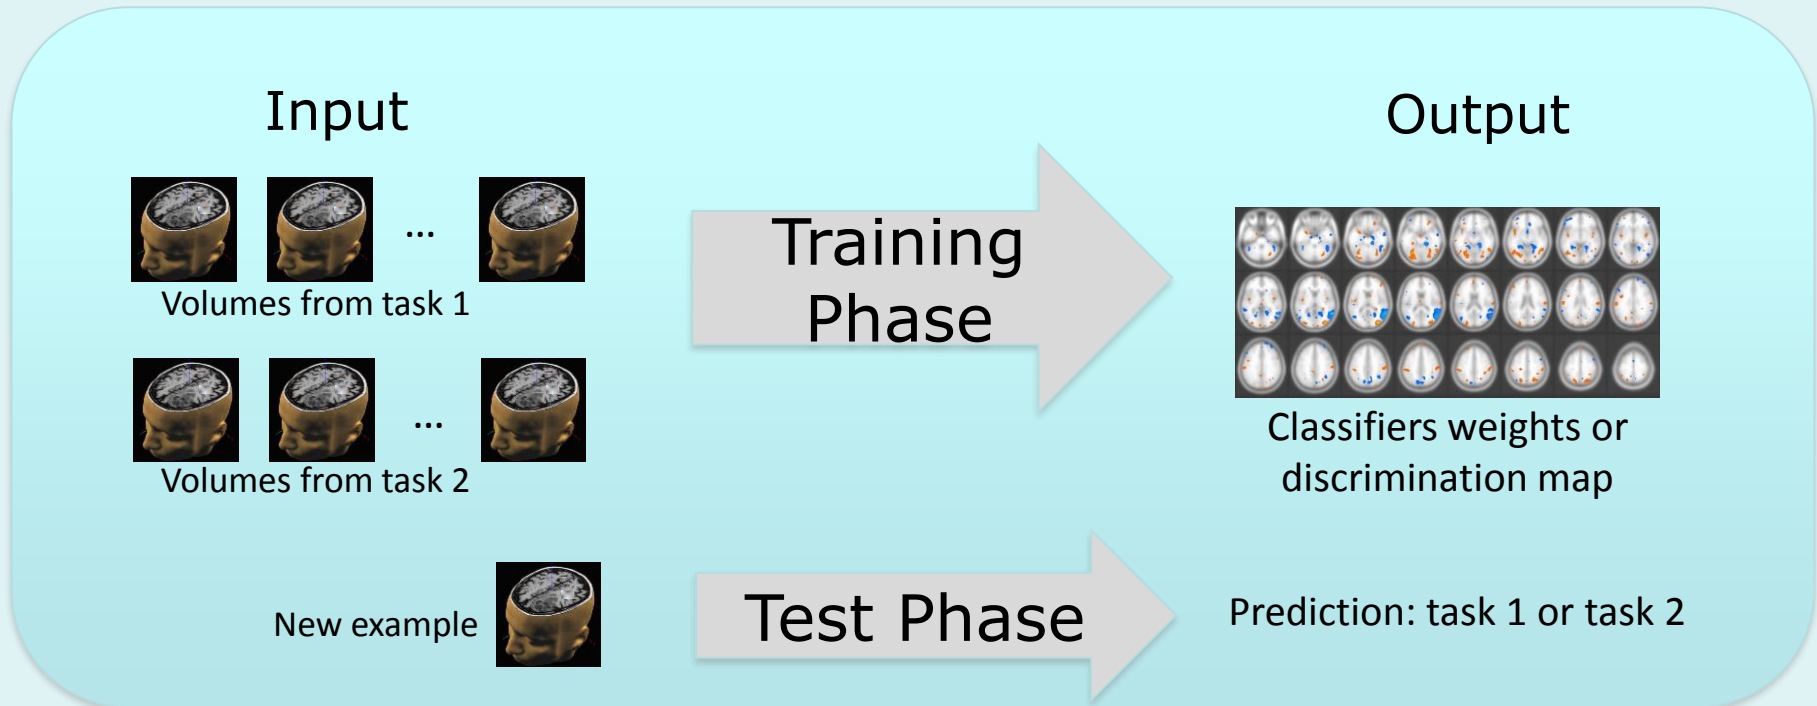 Input
Output
...
Training
Phase
Volumes from task 1
...
Volumes from task 2
Classifiers weights or
discrimination map
New example
Test Phase
Prediction: task 1 or task 2